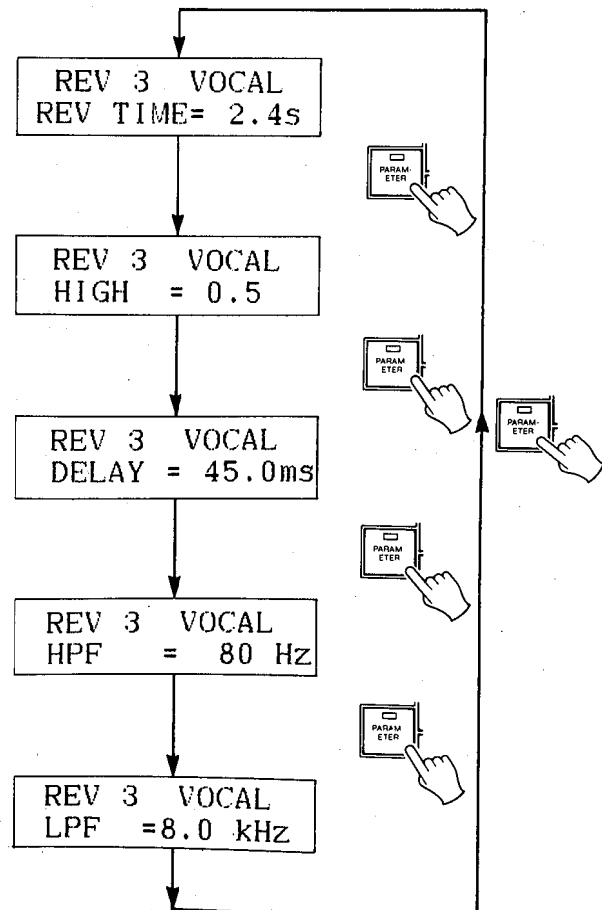 REV 3 VOCAL
REV TIME= 2.4s
PARAM-
ETER
REV 3 VOCAL
HIGH = 0.5
PARAM
ETER
PARAM-
ETER
REV 3 VOCAL
DELAY = 45.0ms
PARAM
ETER
REV 3 VOCAL
HPF = 80 Hz
PARAM
ETER
REV 3 VOCAL
LPF =8.0 kHz